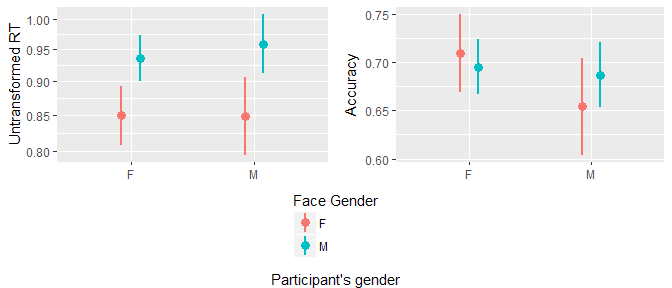 Untransformed RT
1.00
0.95
0.90
0.85
0.80
F M
Accuracy
0.75
0.70
0.65
0.60
F M
Face Gender
F
M
Participant's gender